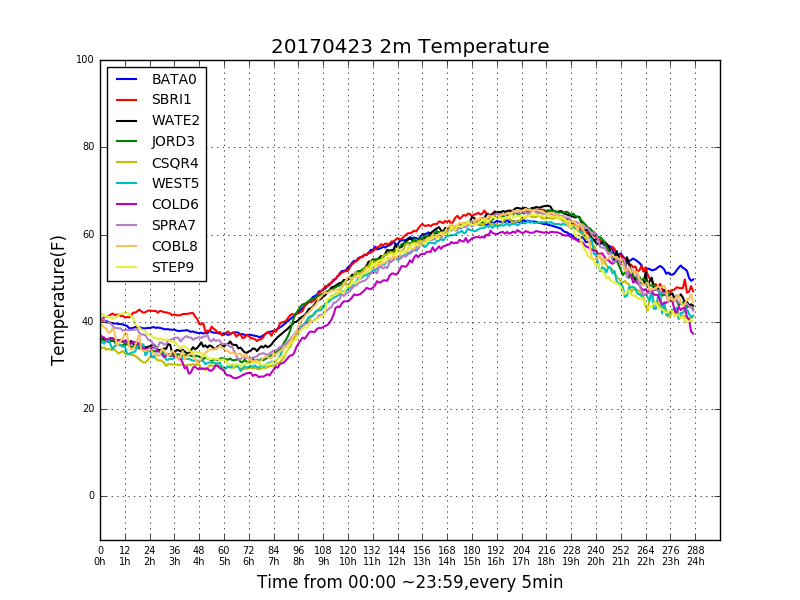 20170423 2m Temperature
100
80
60
40
20
0
Temperature(F)
BATA0
SBRI1
WATE2
JORD3
CSQR4
WEST5
COLD6
SPRA7
COBL8
STEP9
0 12 24 36 48 60 72 84 96 108 120 132 144 156 168 180 192 204 216 228 240 252 264 276 288
0h 1h 2h 3h 4h 5h 6h 7h 8h 9h 10h 11h 12h 13h 14h 15h 16h 17h 18h 19h 20h 21h 22h 23h 24h
Time from 00:00 ~23:59,every 5min